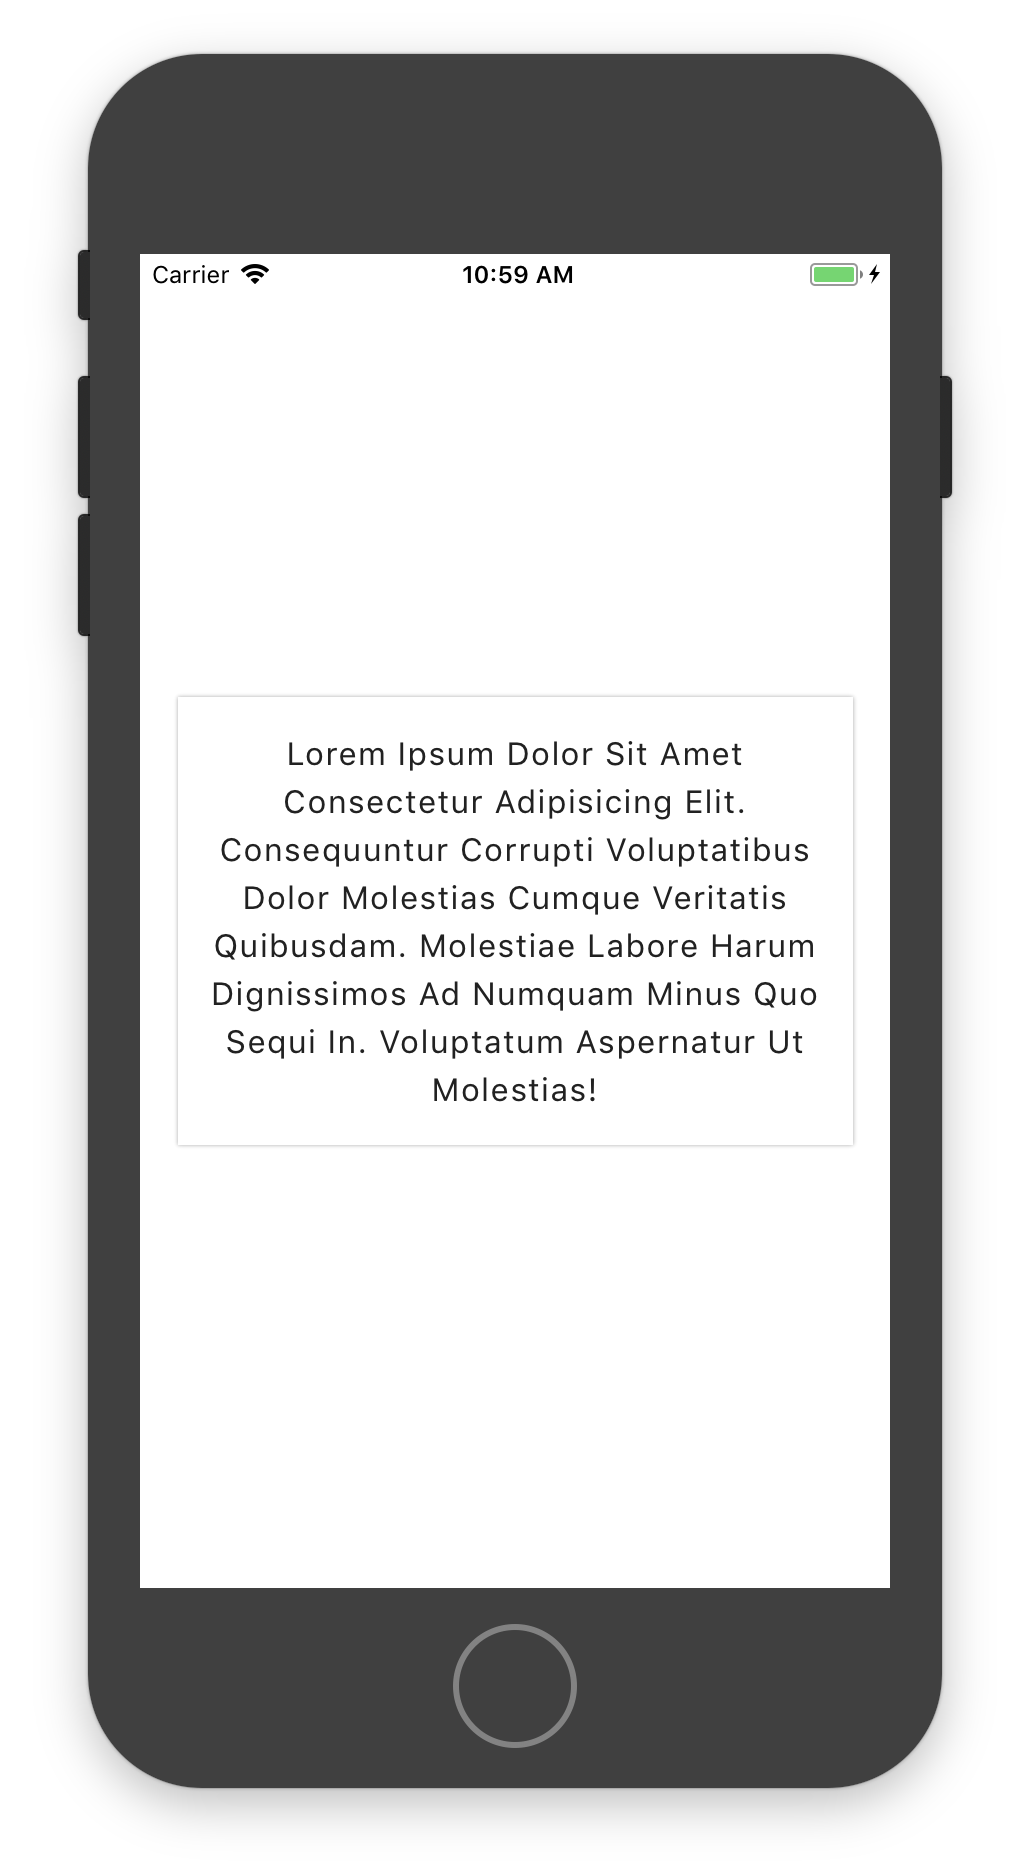 Carrier 10:59 AM
Lorem Ipsum Dolor Sit Amet
Consectetur Adipisicing Elit.
Consequuntur Corrupti Voluptatibus
Dolor Molestias Cumque Veritatis
Quibusdam. Molestiae Labore Harum
Dignissimos Ad Numquam Minus Quo
Sequi In. Voluptatum Aspernatur Ut
Molestias!